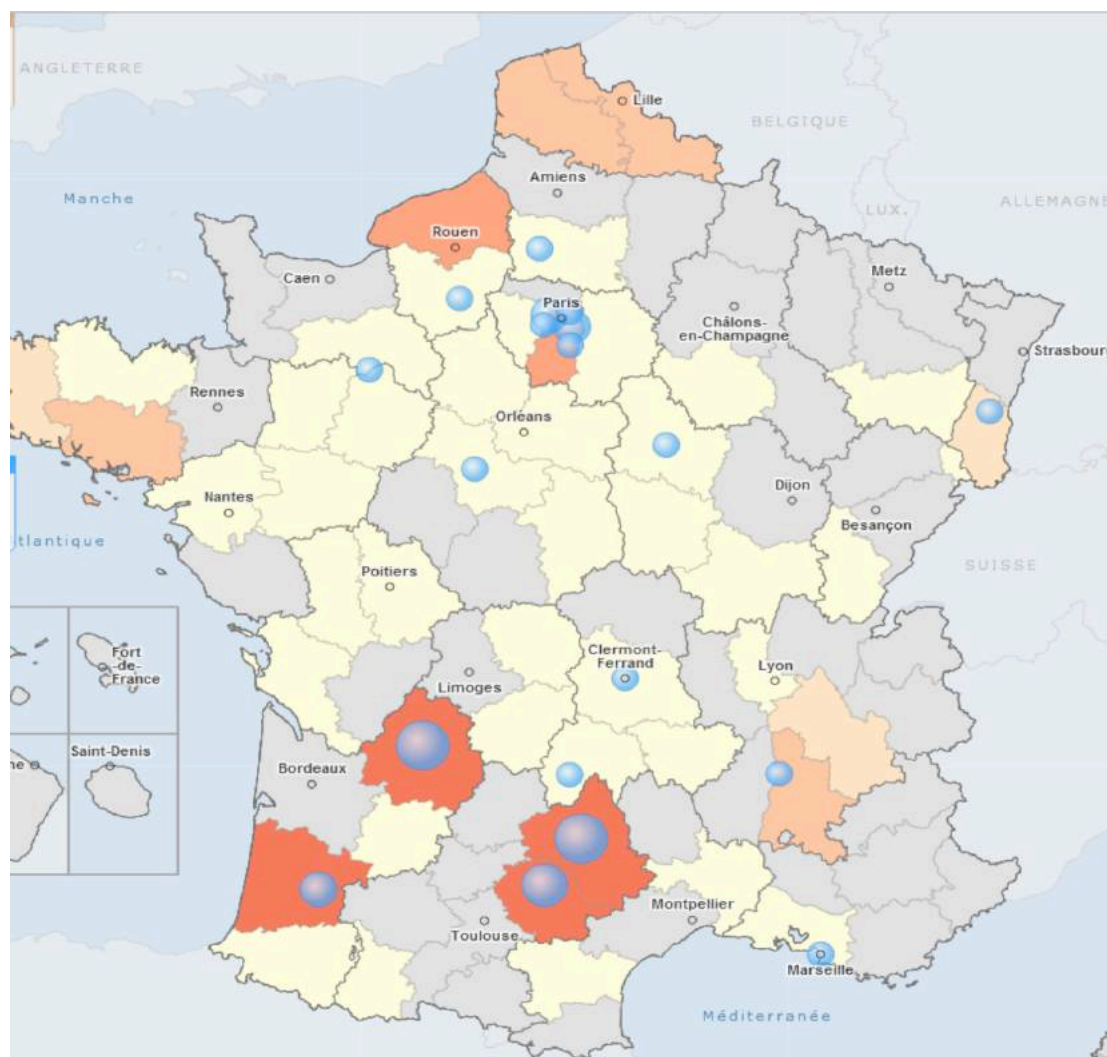 ANGLETERRE
Lille
BELGIQUE
Amiens
Manche
LUX.
ALLEMAGNE
Rouen
Caen
Metz
Paris
Châlons-
en-Champagne
Strasbourg
Rennes
Orléans
Nantes
Dijon
Besançon
tlantique
SUISSE
Poitiers
Fort
-de-
France
Clermont-
Ferrand
Lyon
Limoges
Saint-Denis
ne
Bordeaux
Montpellier
Toulouse
Marseille
Méditerranée